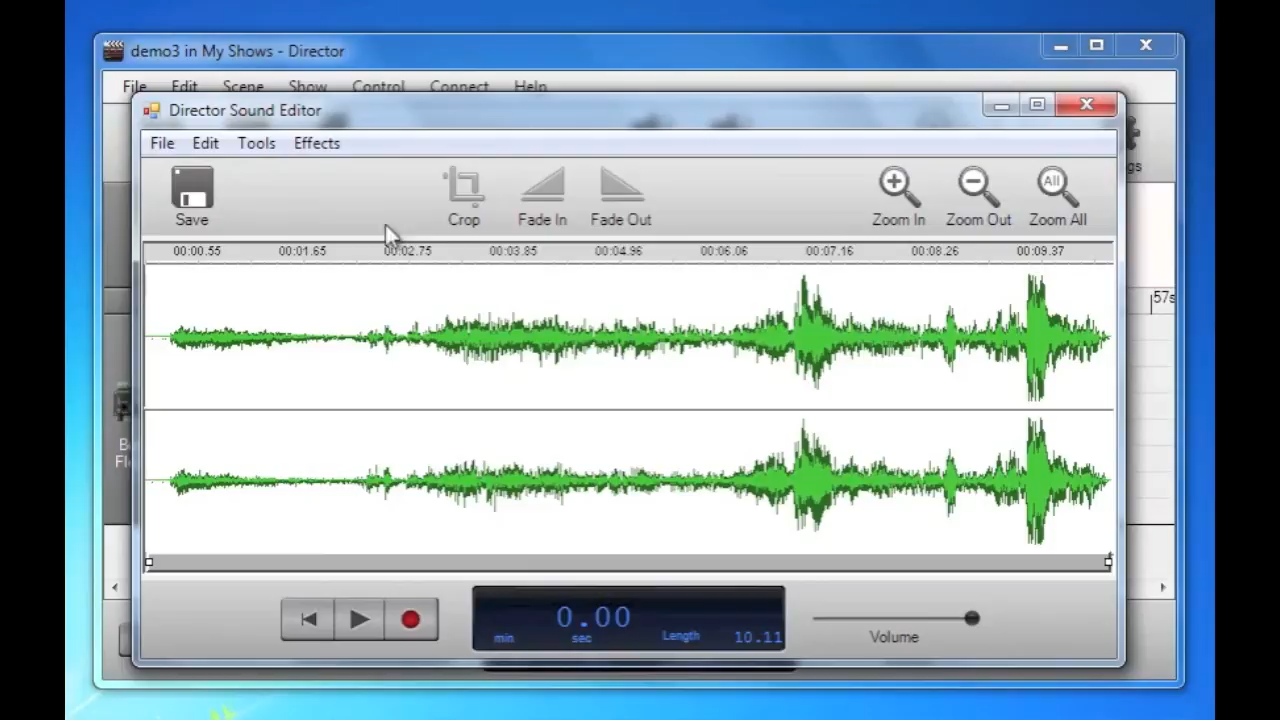 demo3 in My Shows - Director
File Edit Scene Show Control Connect Help
Director Sound Editor
File Edit Tools Effects
Save Crop Fade In Fade Out Zoom In Zoom Out All Zoom All
00:00.55 00:01.65 00:02.75 00:03.85 00:04.96 00:06.06 00:07.16 00:08.26 00:09.37
57s
0.00
min sec Length 10.11
Volume